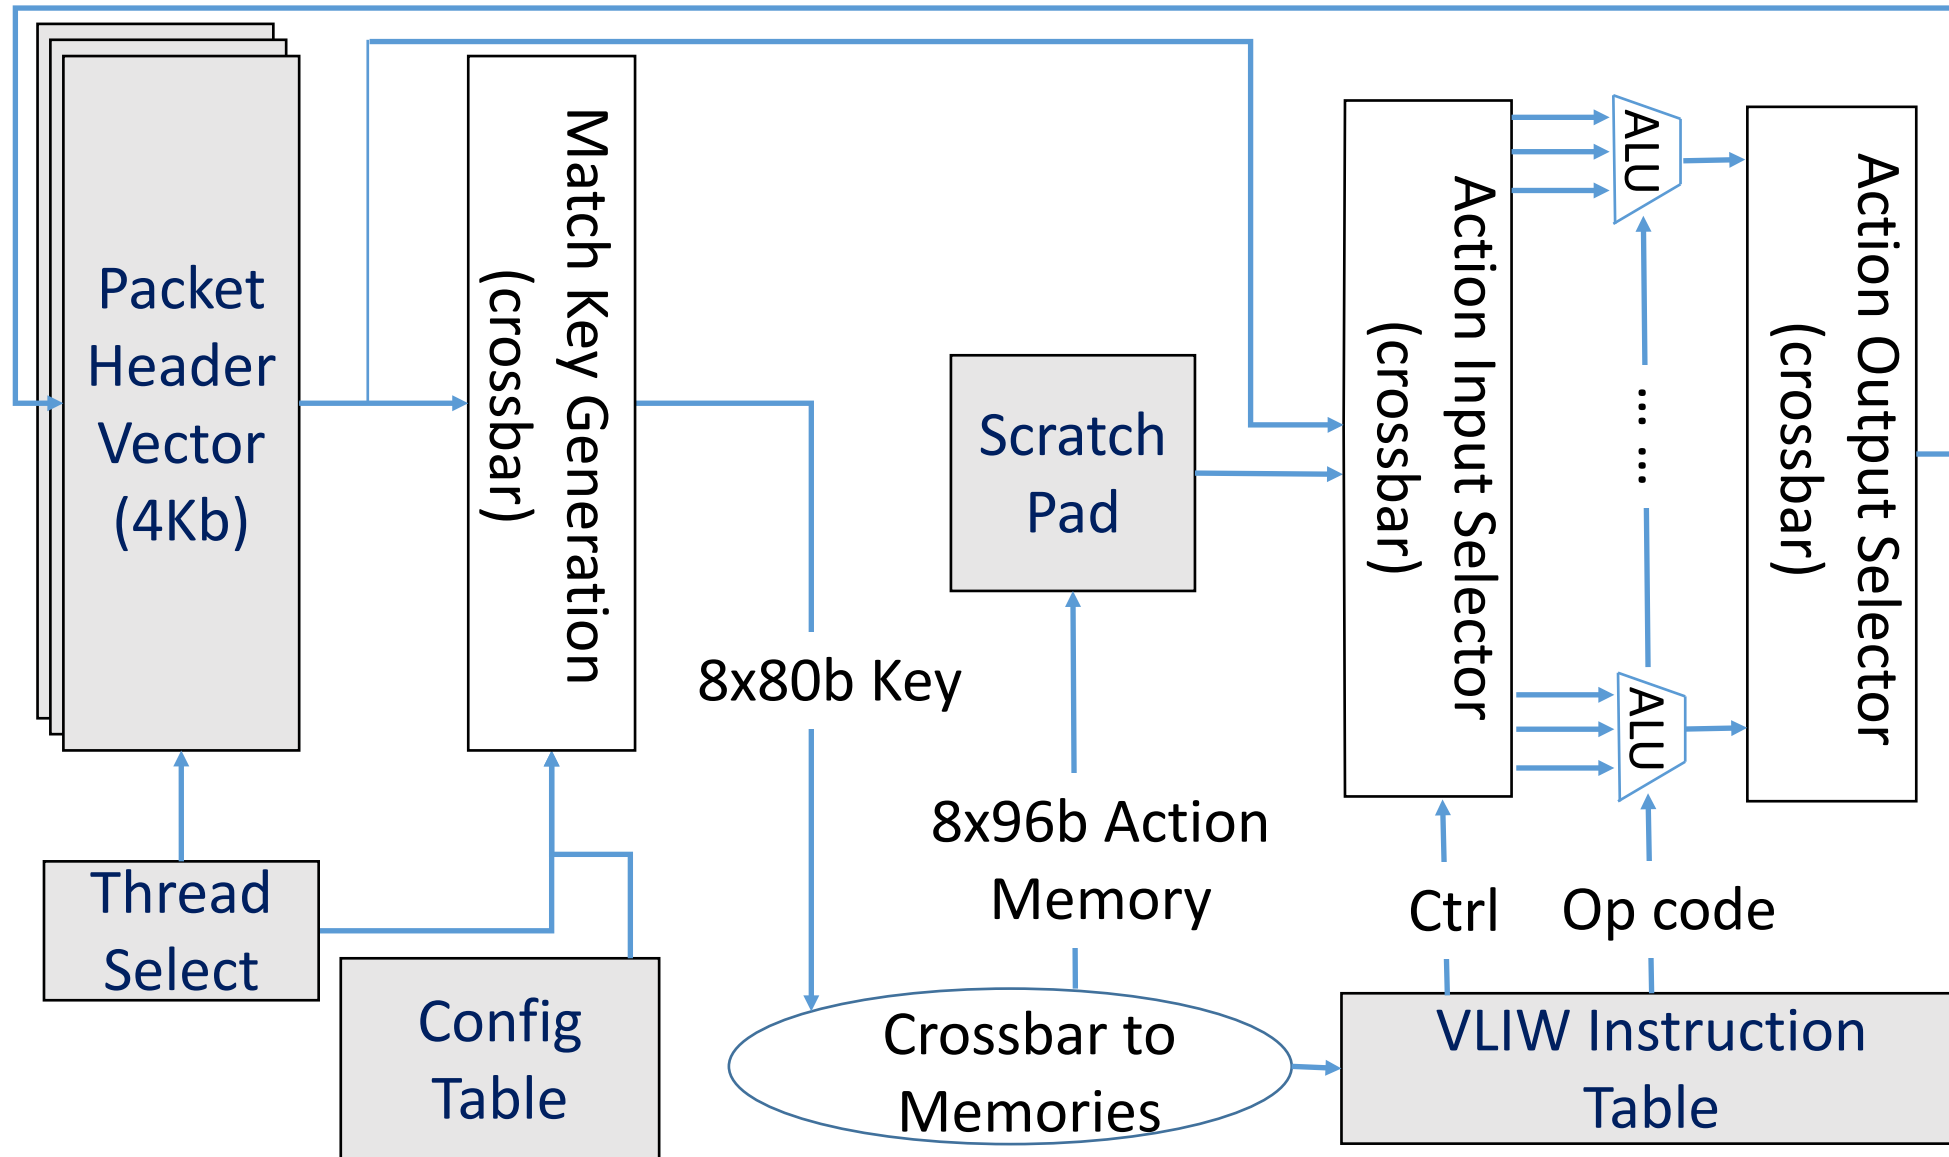 Packet
Header
Vector
(4Kb)
Match Key Generation
(crossbar)
Thread
Select
Config
Table
8x80b Key
Scratch
Pad
8x96b Action
Memory
Crossbar to
Memories
Action Input Selector
(crossbar)
ALU
... ...
ALU
Action Output Selector
(crossbar)
Ctrl
Op code
VLIW Instruction
Table